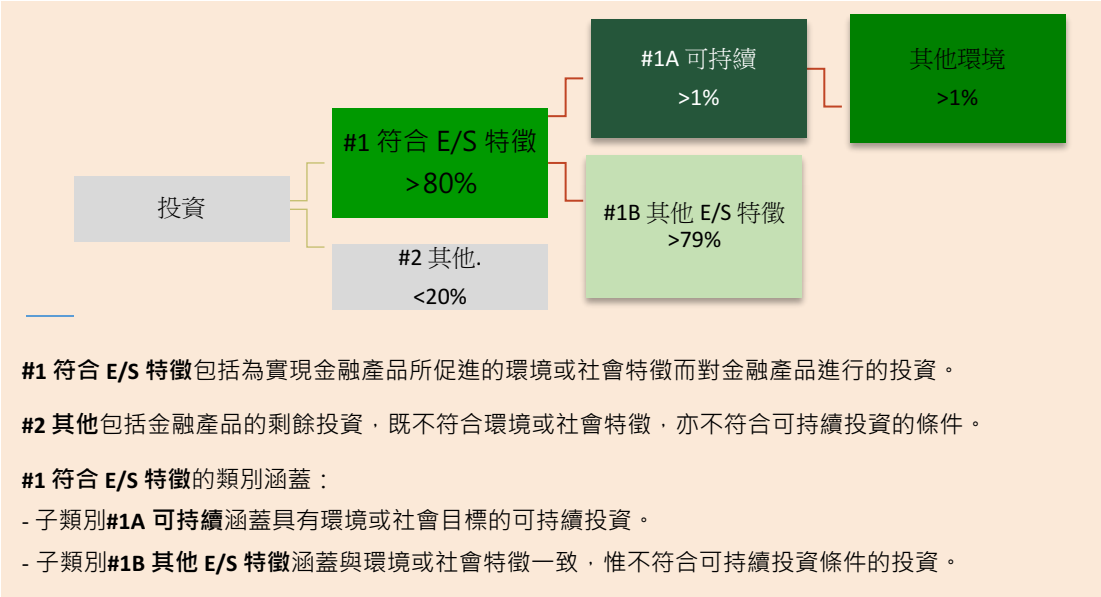 #1A 可持續
>1%
其他環境
>1%
#1 符合 E/S 特徵
>80%
投資
#1B 其他 E/S 特徵
>79%
#2 其他.
<20%
#1 符合 E/S 特徵包括為實現金融產品所促進的環境或社會特徵而對金融產品進行的投資。
#2 其他包括金融產品的剩餘投資，既不符合環境或社會特徵，亦不符合可持續投資的條件。
#1 符合 E/S 特徵的類別涵蓋：
- 子類別#1A 可持續涵蓋具有環境或社會目標的可持續投資。
- 子類別#1B 其他 E/S 特徵涵蓋與環境或社會特徵一致，惟不符合可持續投資條件的投資。